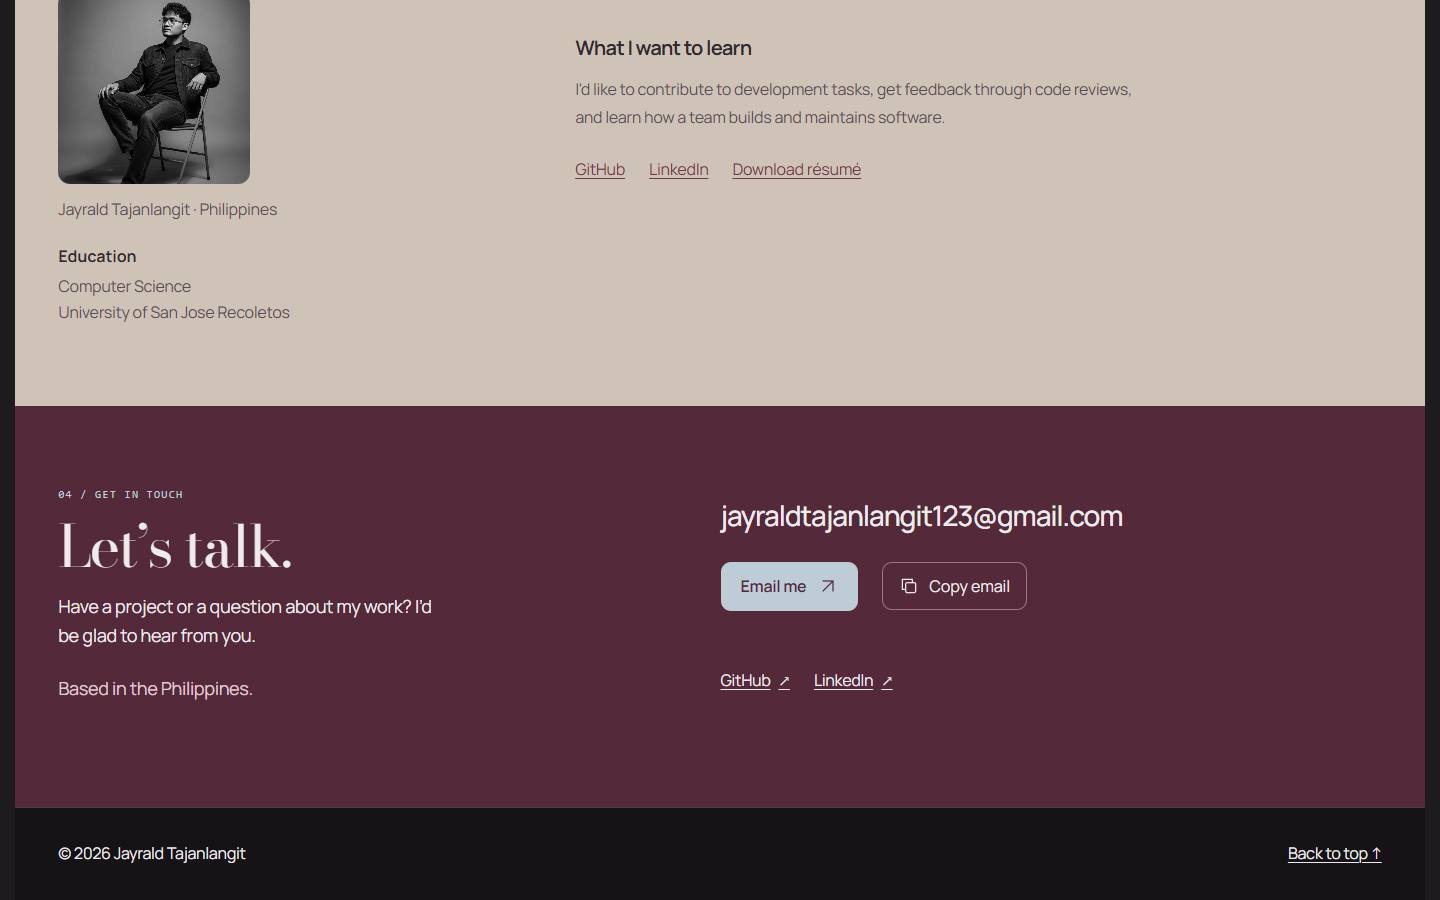 What I want to learn
I'd like to contribute to development tasks, get feedback through code reviews,
and learn how a team builds and maintains software.
GitHub LinkedIn Download résumé
Jayrald Tajanlangit · Philippines
Education
Computer Science
University of San Jose Recoletos
04 / GET IN TOUCH
Let’s talk.
Have a project or a question about my work? I'd
be glad to hear from you.
Based in the Philippines.
jayraldtajanlangit123@gmail.com
Email me Copy email
GitHub ↗ LinkedIn ↗
© 2026 Jayrald Tajanlangit
Back to top ↑